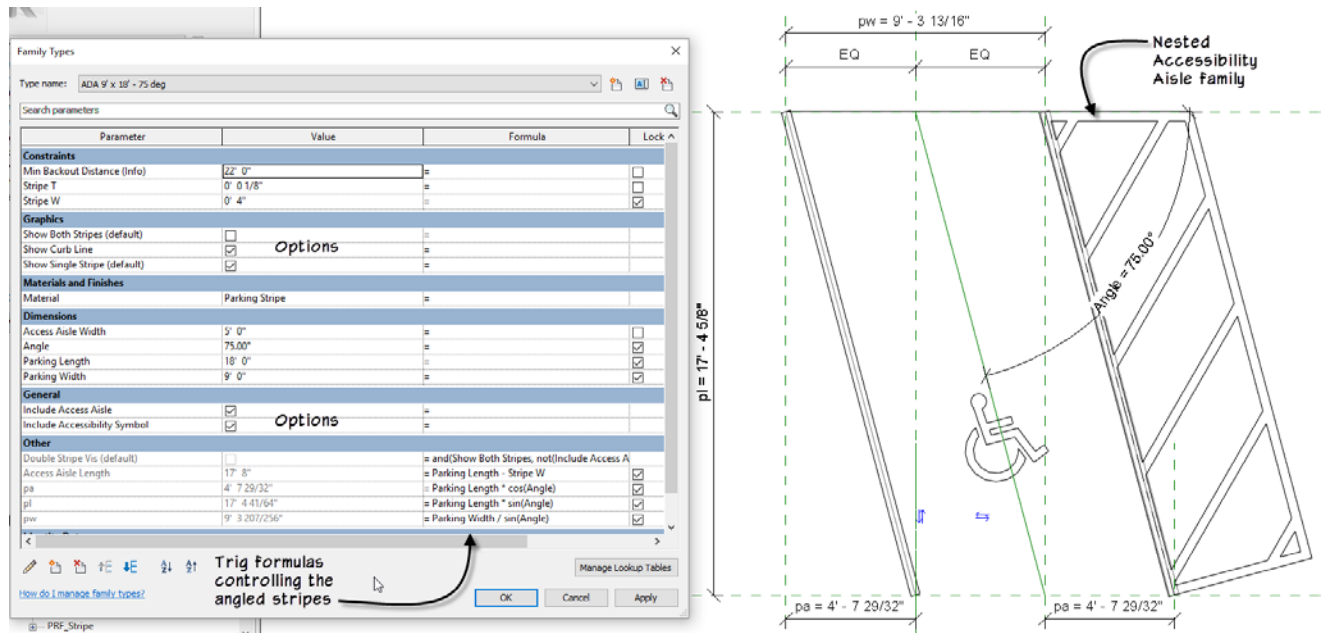 Family Types
Type name: ADA 9' x 18' - 75 deg
Search parameters
Parameter Value Formula Lock
Constraints
Min Backout Distance (Info) 22' 0" =
Stripe T 0' 0 1/8" =
Stripe W 0' 4" =
Graphics
Show Both Stripes (default) =
Show Curb Line =
Show Single Stripe (default) =
Options
Materials and Finishes
Material Parking Stripe =
Dimensions
Access Aisle Width 5' 0" =
Angle 75.00° =
Parking Length 18' 0" =
Parking Width 9' 0" =
General
Include Access Aisle =
Include Accessibility Symbol =
Options
Other
Double Stripe Vis (default) = and(Show Both Stripes, not(Include Access A
Access Aisle Length 17' 8" = Parking Length - Stripe W
pa 4' 7 29/32" = Parking Length * cos(Angle)
pl 17' 4 41/64" = Parking Length * sin(Angle)
pw 9' 3 207/256" = Parking Width / sin(Angle)
Trig formulas
controlling the
angled stripes
Manage Lookup Tables
How do I manage family types?
OK Cancel Apply
PRF_Stripe
pw = 9' - 3 13/16"
EQ EQ
Nested
Accessibility
Aisle family
pl = 17' - 4 5/8"
Angle = 75.00°
pa = 4' - 7 29/32" pa = 4' - 7 29/32"